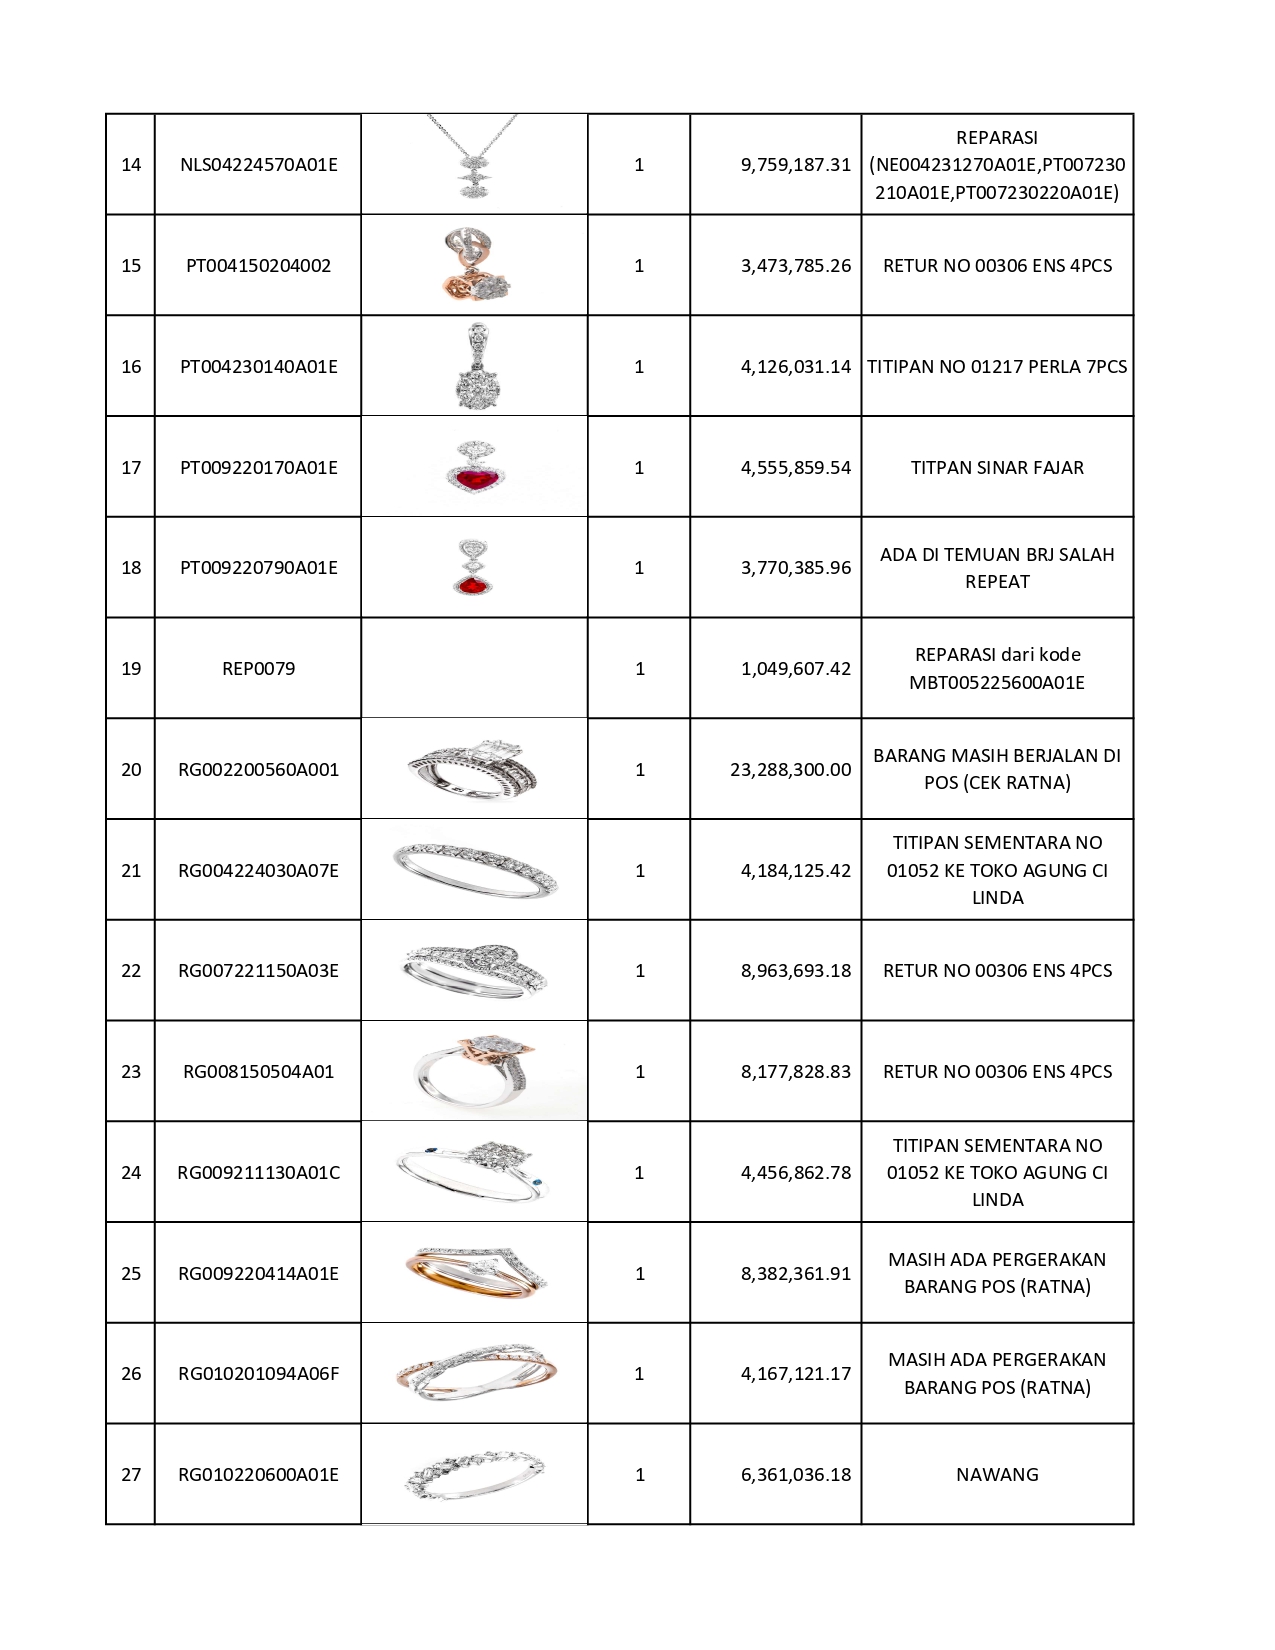 14 NLS04224570A01E 1 9,759,187.31 REPARASI
(NE004231270A01E,PT007230
210A01E,PT007230220A01E)
15 PT004150204002 1 3,473,785.26 RETUR NO 00306 ENS 4PCS
16 PT004230140A01E 1 4,126,031.14 TITIPAN NO 01217 PERLA 7PCS
17 PT009220170A01E 1 4,555,859.54 TITPAN SINAR FAJAR
18 PT009220790A01E 1 3,770,385.96 ADA DI TEMUAN BRJ SALAH
REPEAT
19 REP0079 1 1,049,607.42 REPARASI dari kode
MBT005225600A01E
20 RG002200560A001 1 23,288,300.00 BARANG MASIH BERJALAN DI
POS (CEK RATNA)
21 RG004224030A07E 1 4,184,125.42 TITIPAN SEMENTARA NO
01052 KE TOKO AGUNG CI
LINDA
22 RG007221150A03E 1 8,963,693.18 RETUR NO 00306 ENS 4PCS
23 RG008150504A01 1 8,177,828.83 RETUR NO 00306 ENS 4PCS
24 RG009211130A01C 1 4,456,862.78 TITIPAN SEMENTARA NO
01052 KE TOKO AGUNG CI
LINDA
25 RG009220414A01E 1 8,382,361.91 MASIH ADA PERGERAKAN
BARANG POS (RATNA)
26 RG010201094A06F 1 4,167,121.17 MASIH ADA PERGERAKAN
BARANG POS (RATNA)
27 RG010220600A01E 1 6,361,036.18 NAWANG